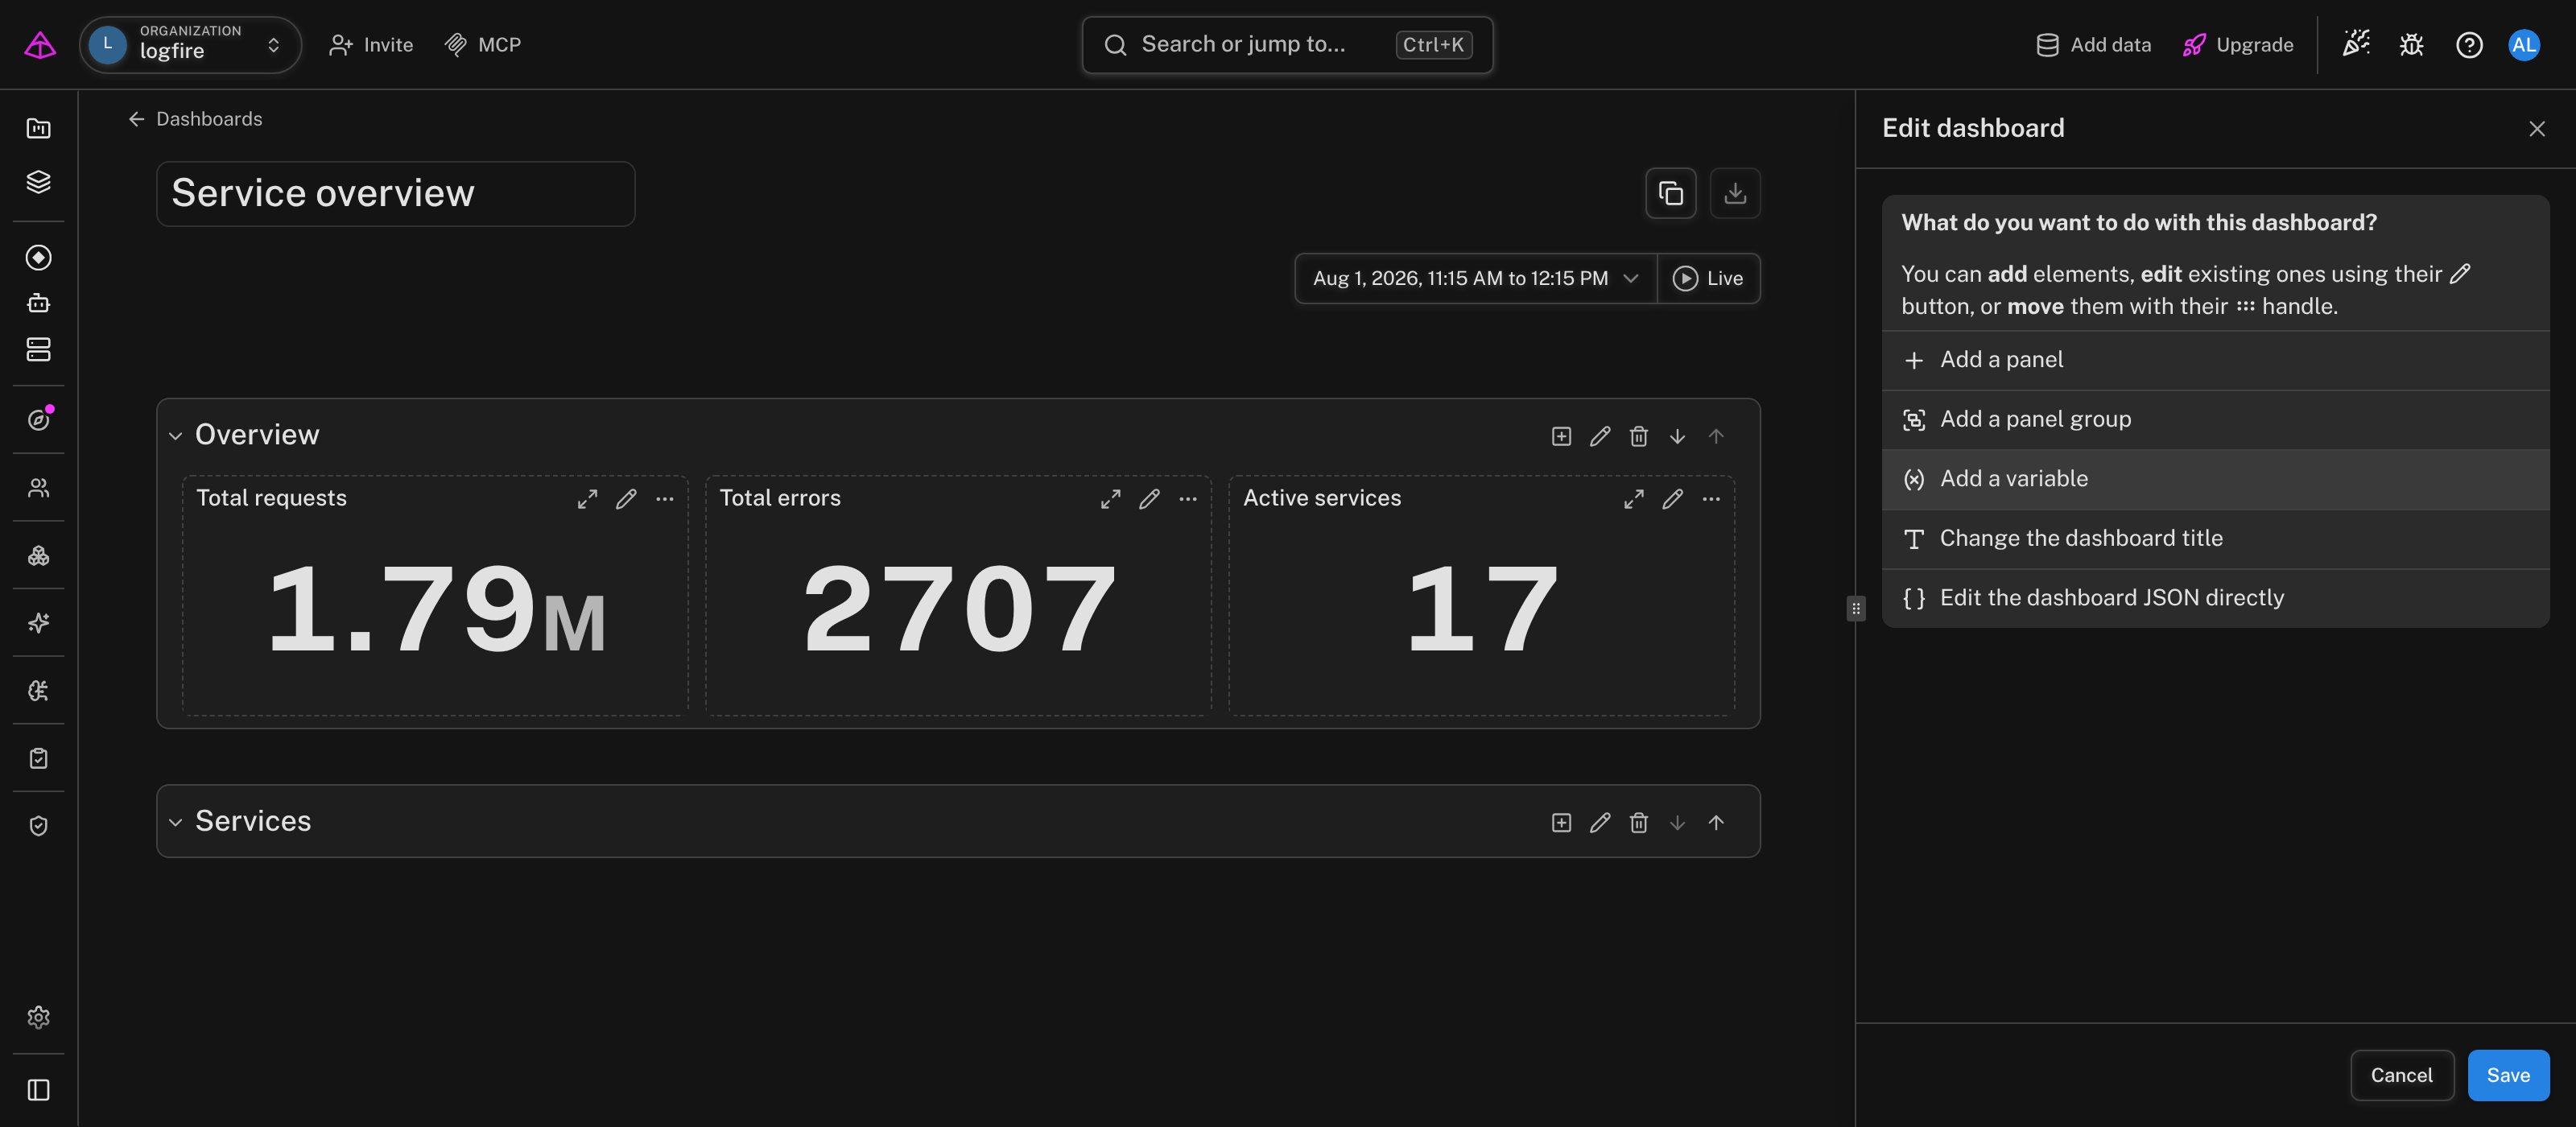 L
ORGANIZATION
logfire
Invite
MCP
Search or jump to...
Ctrl+K
Add data
Upgrade
AL
Dashboards
Service overview
Aug 1, 2026, 11:15 AM to 12:15 PM
Live
Overview
Total requests
1.79M
Total errors
2707
Active services
17
Services
Edit dashboard
What do you want to do with this dashboard?
You can add elements, edit existing ones using their
button, or move them with their handle.
Add a panel
Add a panel group
Add a variable
Change the dashboard title
Edit the dashboard JSON directly
Cancel
Save